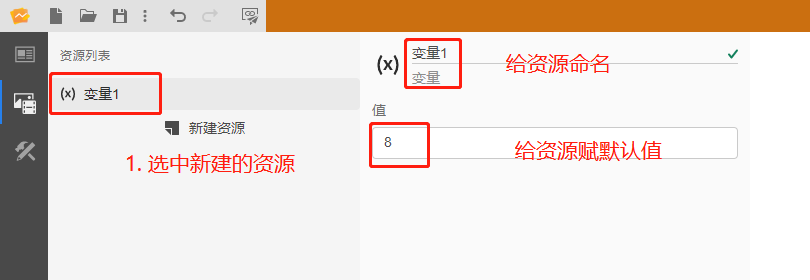 资源列表
(x) 变量1
新建资源
1. 选中新建的资源
(x)
变量1
变量
给资源命名
值
8
给资源赋默认值